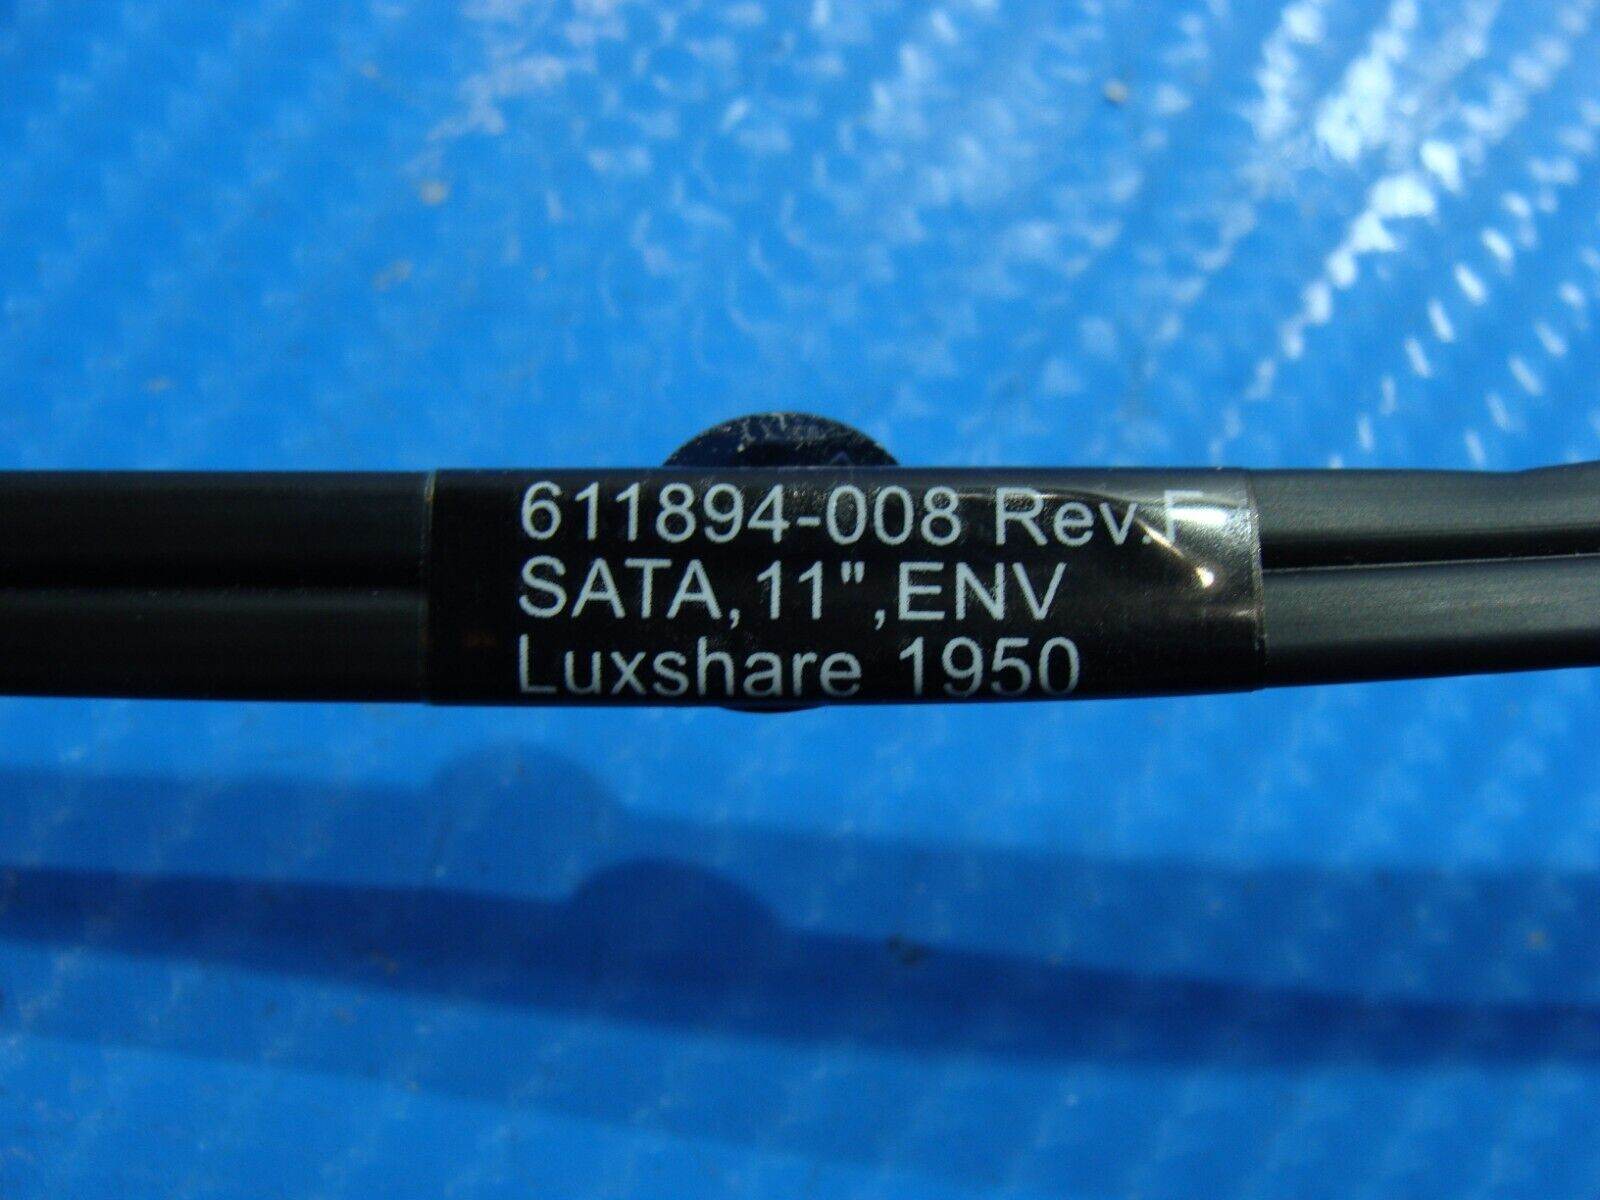 611894-008 Rev.F
SATA, 11", ENV
Luxshare 1950